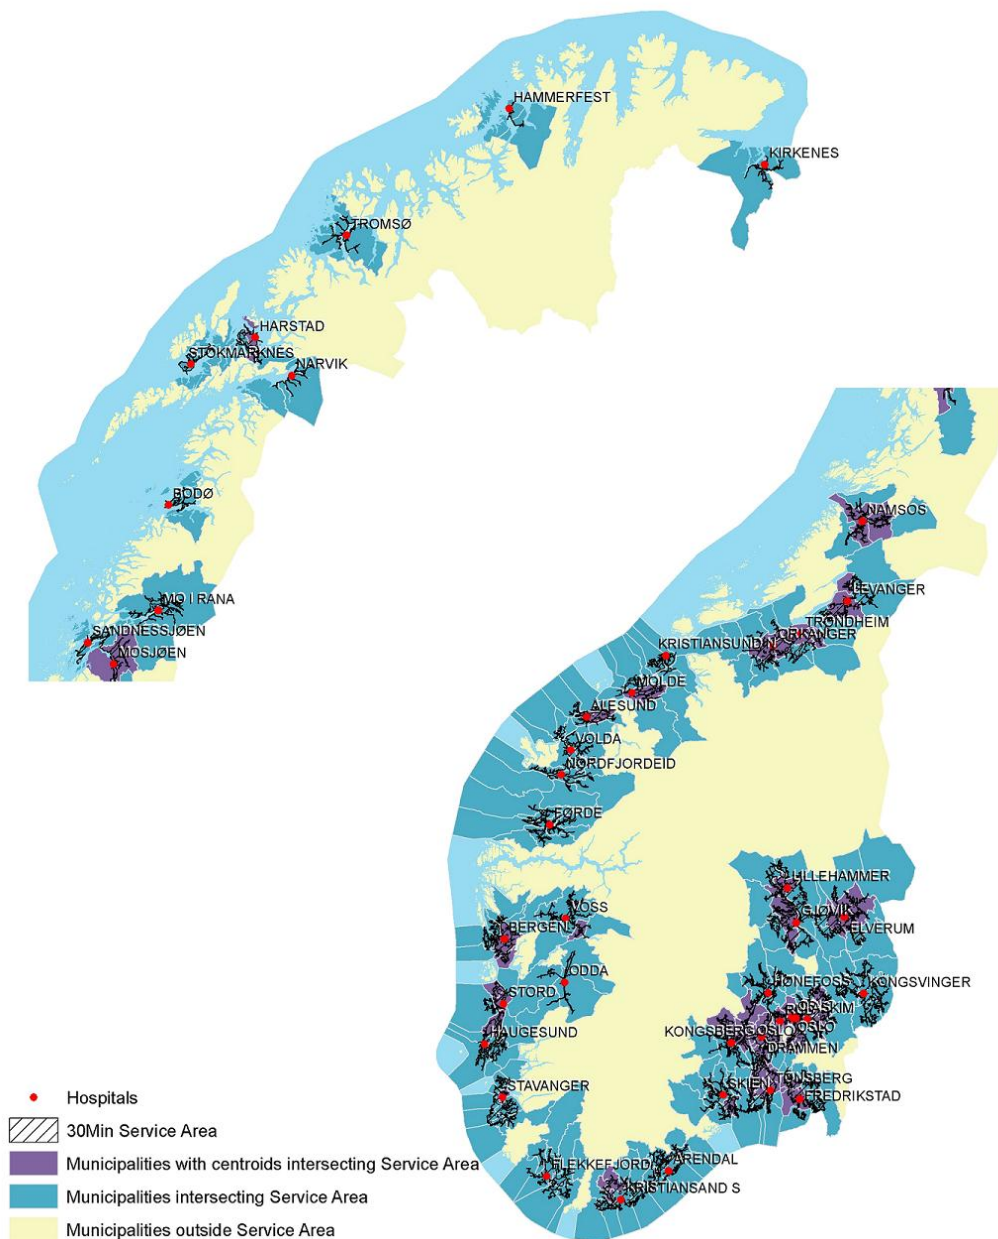 HAMMERFEST
KIRKENES
TROMSØ
HARSTAD
STOKMARKNES
NARVIK
BODØ
MO I RANA
SANDNESSJØEN
MOSJØEN
NAMSOS
LEVANGER
TRONDHEIM
ORKANGER
KRISTIANSUND N
MOLDE
ÅLESUND
VOLDA
NORDFJORDEID
FØRDE
LILLEHAMMER
GJØVIK
ELVERUM
VOSS
BERGEN
ODDA
HØNEFOSS
KONGSVINGER
STORD
SKIM
OSLO
KONGSBERG
OSLO
HAUGESUND
DRAMMEN
TØNSBERG
SKIEN
FREDRIKSTAD
STAVANGER
FLEKKEFJORD
ARENDAL
KRISTIANSAND S
Hospitals
30Min Service Area
Municipalities with centroids intersecting Service Area
Municipalities intersecting Service Area
Municipalities outside Service Area